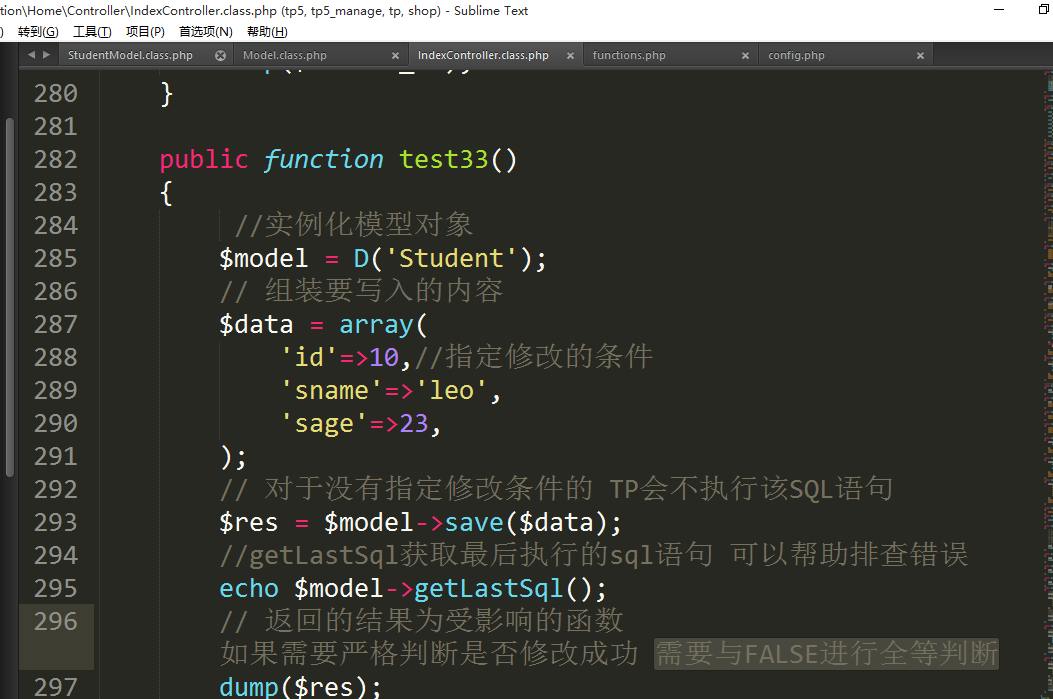 tion\Home\Controller\IndexController.class.php (tp5, tp5_manage, tp, shop) - Sublime Text
) 转到(G) 工具(T) 项目(P) 首选项(N) 帮助(H)
StudentModel.class.php Model.class.php IndexController.class.php functions.php config.php
280 }
281
282 public function test33()
283 {
284 //实例化模型对象
285 $model = D('Student');
286 // 组装要写入的内容
287 $data = array(
288 'id'=>10,//指定修改的条件
289 'sname'=>'leo',
290 'sage'=>23,
291 );
292 // 对于没有指定修改条件的 TP会不执行该SQL语句
293 $res = $model->save($data);
294 //getLastSql获取最后执行的sql语句 可以帮助排查错误
295 echo $model->getLastSql();
296 // 返回的结果为受影响的函数
如果需要严格判断是否修改成功 需要与FALSE进行全等判断
297 dump($res);